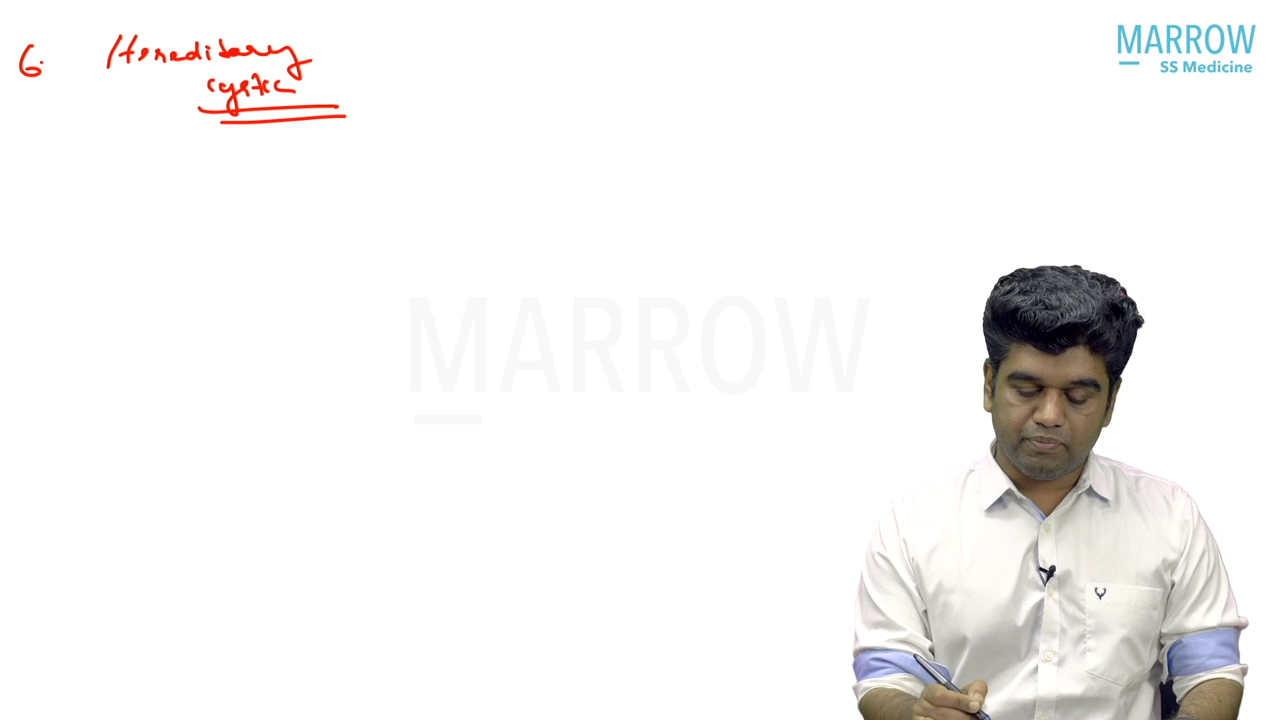 6. Hereditary
cystic
MARROW
SS Medicine
MARROW